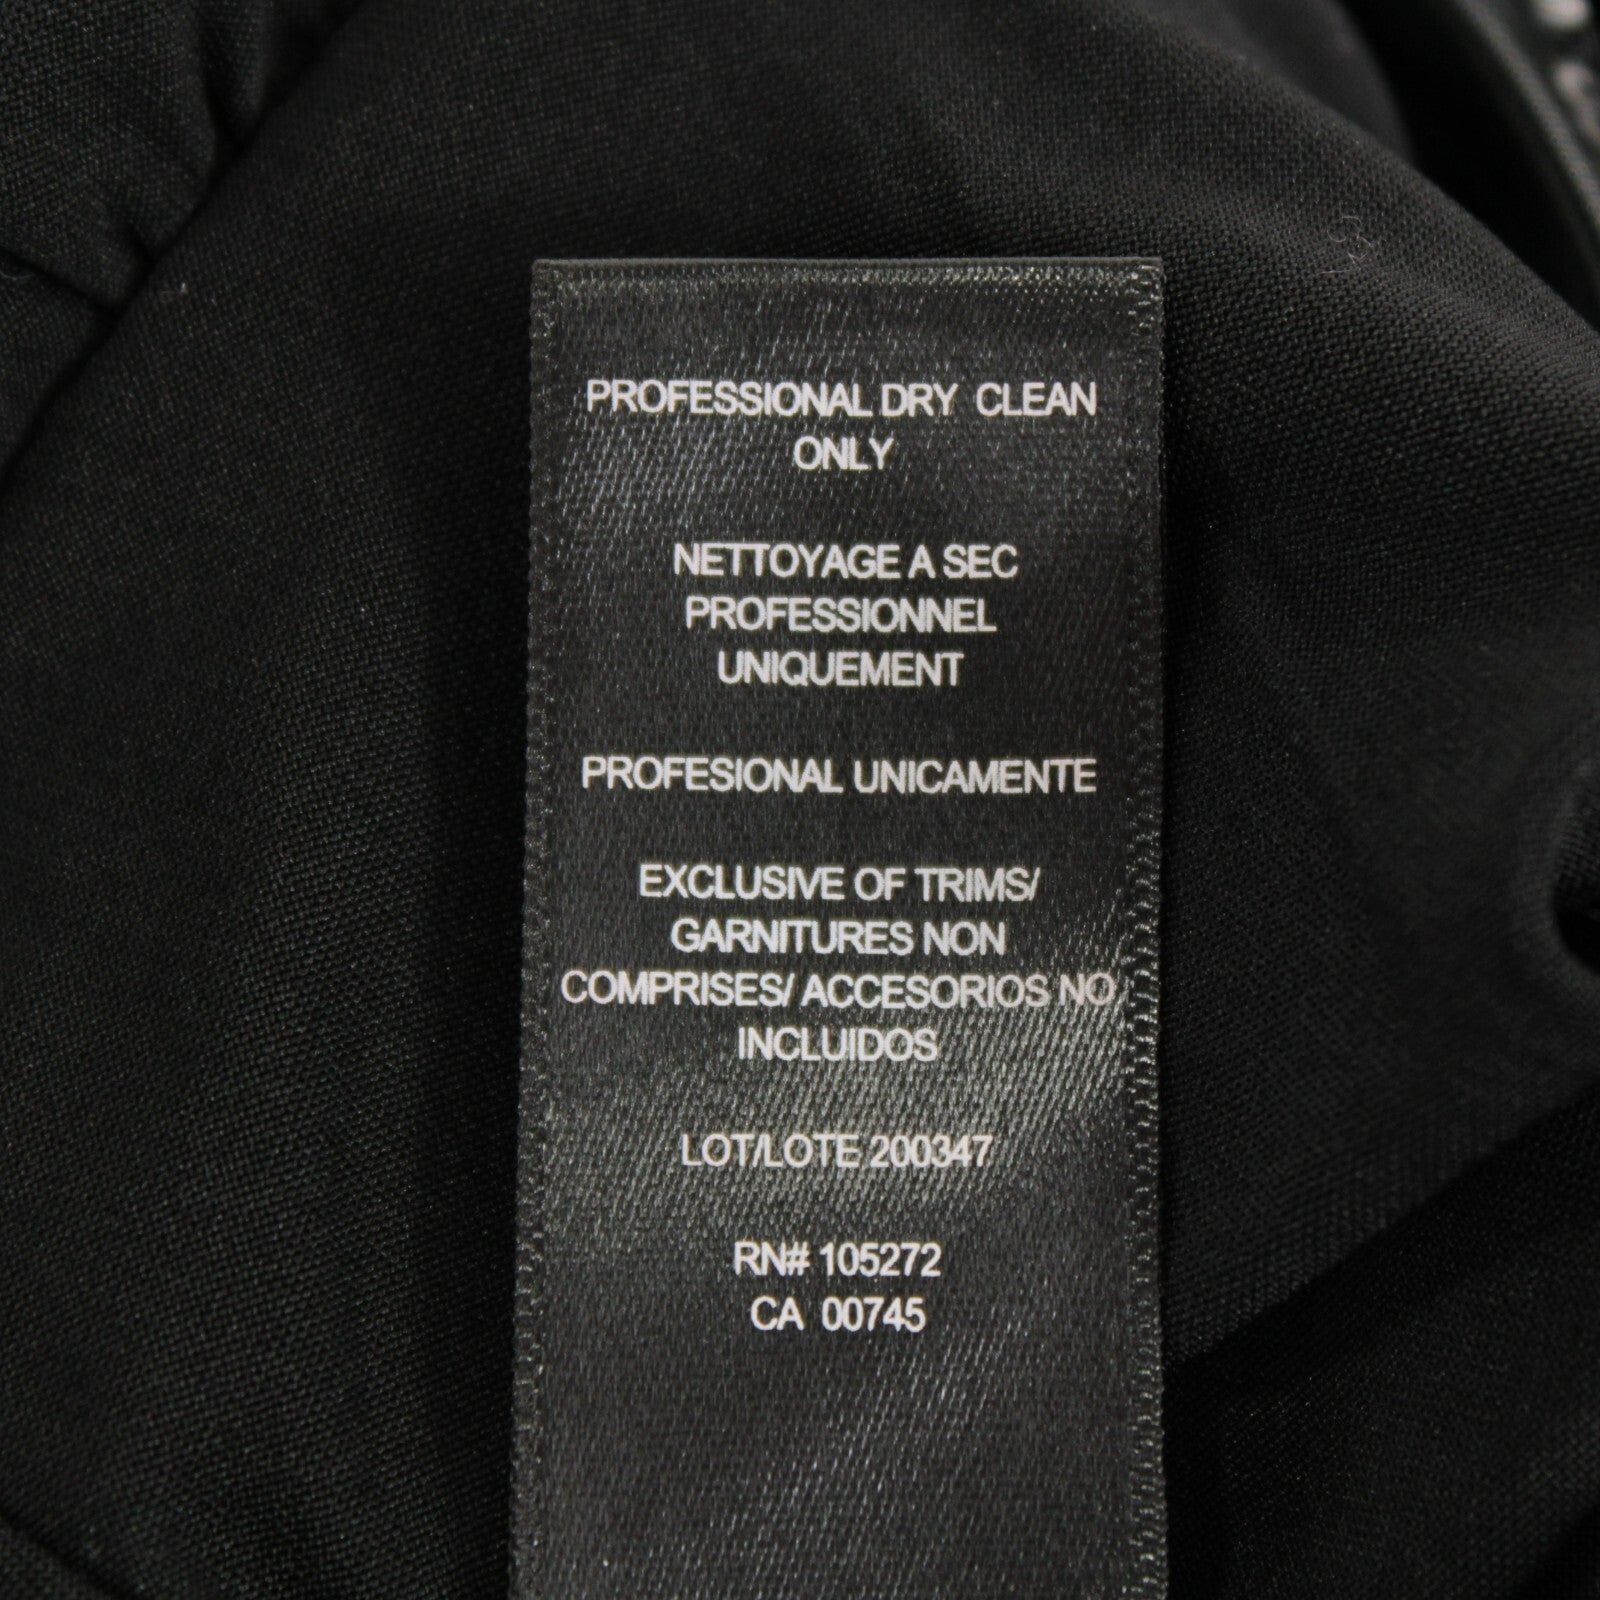 PROFESSIONAL DRY CLEAN
ONLY
NETTOYAGE A SEC
PROFESSIONNEL
UNIQUEMENT
PROFESIONAL UNICAMENTE
EXCLUSIVE OF TRIMS/
GARNITURES NON
COMPRISES/ ACCESORIOS NO
INCLUIDOS
LOT/LOTE 200347
RN# 105272
CA 00745